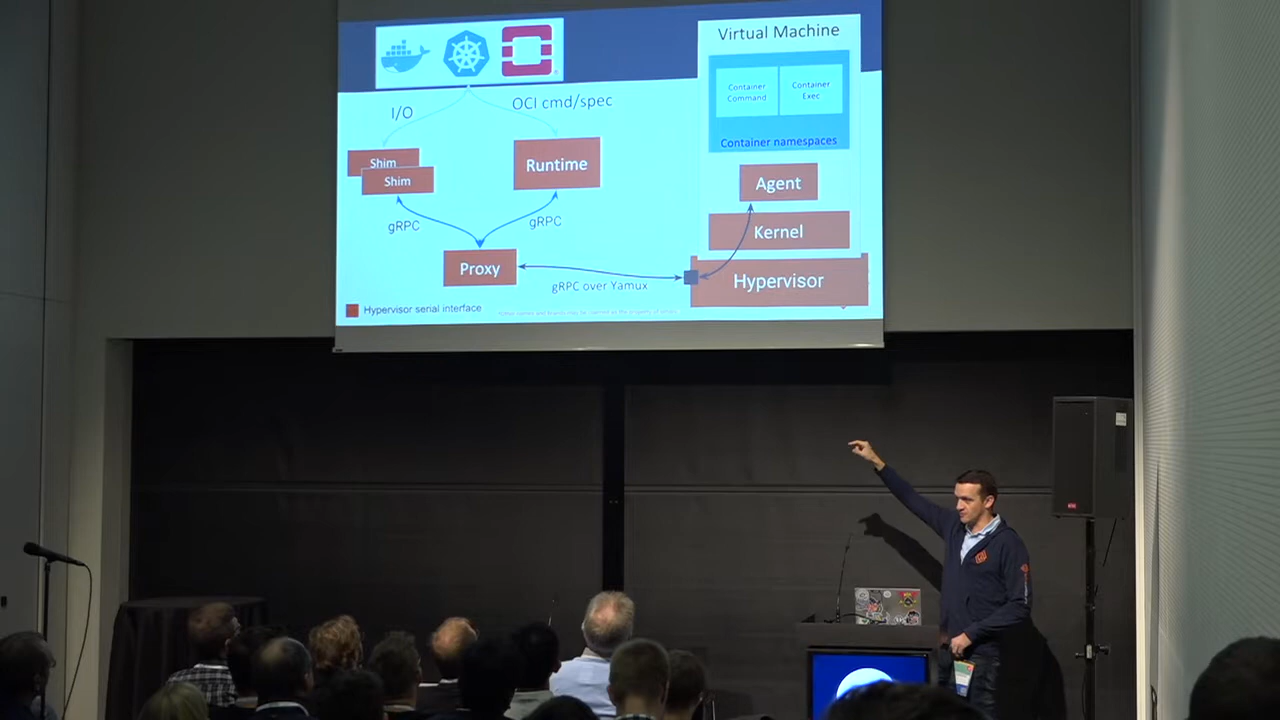 Virtual Machine
Container
Command
Container
Exec
Container namespaces
I/O
OCI cmd/spec
Shim
Shim
Runtime
Agent
gRPC
gRPC
Kernel
Proxy
gRPC over Yamux
Hypervisor
Hypervisor serial interface